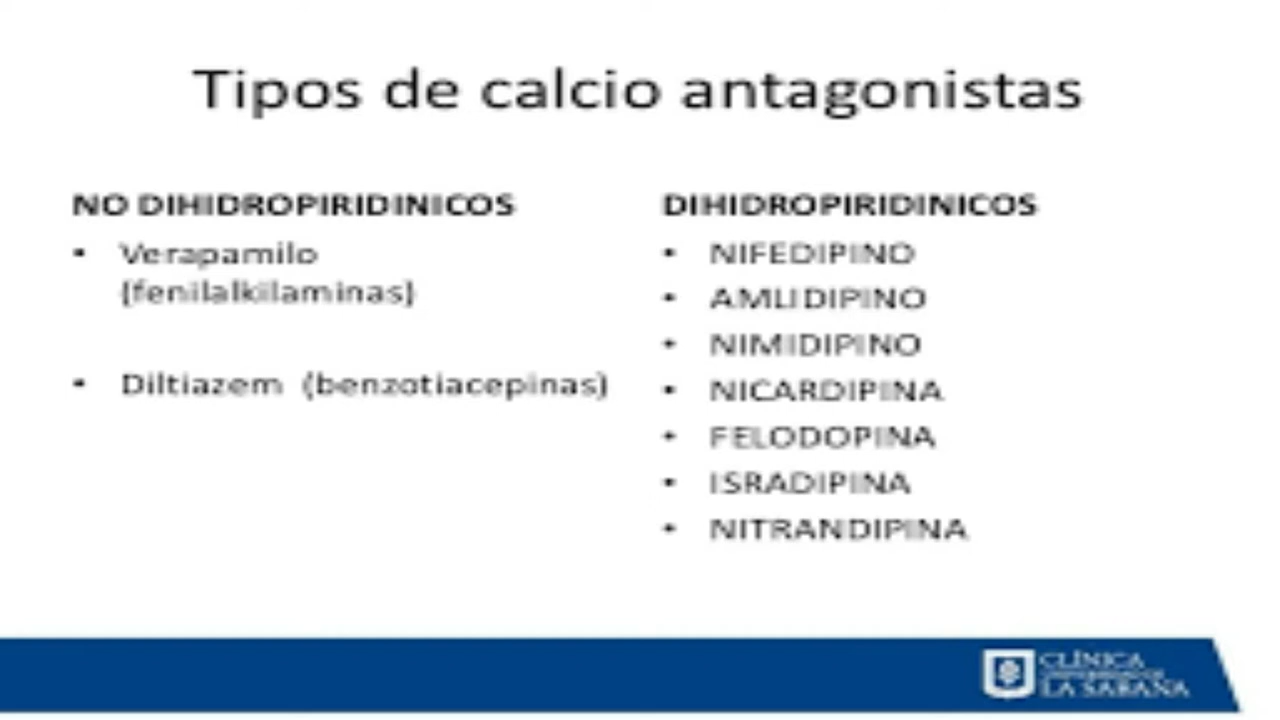 Tipos de calcio antagonistas
NO DIHIDROPIRIDINICOS
• Verapamilo
(fenilalkilaminas)
• Diltiazem (benzotiacepinas)
DIHIDROPIRIDINICOS
• NIFEDIPINO
• AMLIDIPINO
• NIMIDIPINO
• NICARDIPINA
• FELODOPINA
• ISRADIPINA
• NITRANDIPINA
CLÍNICA
LA SABANA